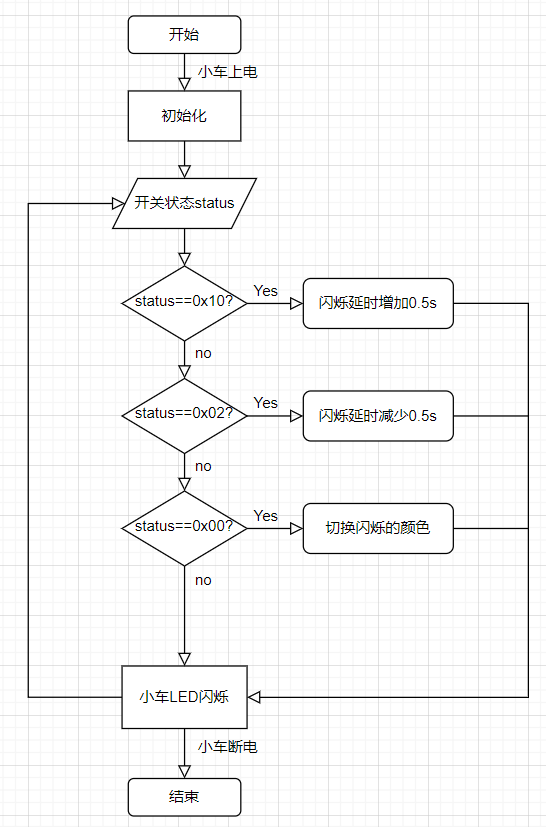 开始
小车上电
初始化
开关状态status
status==0x10?
Yes
闪烁延时增加0.5s
no
status==0x02?
Yes
闪烁延时减少0.5s
no
status==0x00?
Yes
切换闪烁的颜色
no
小车LED闪烁
小车断电
结束